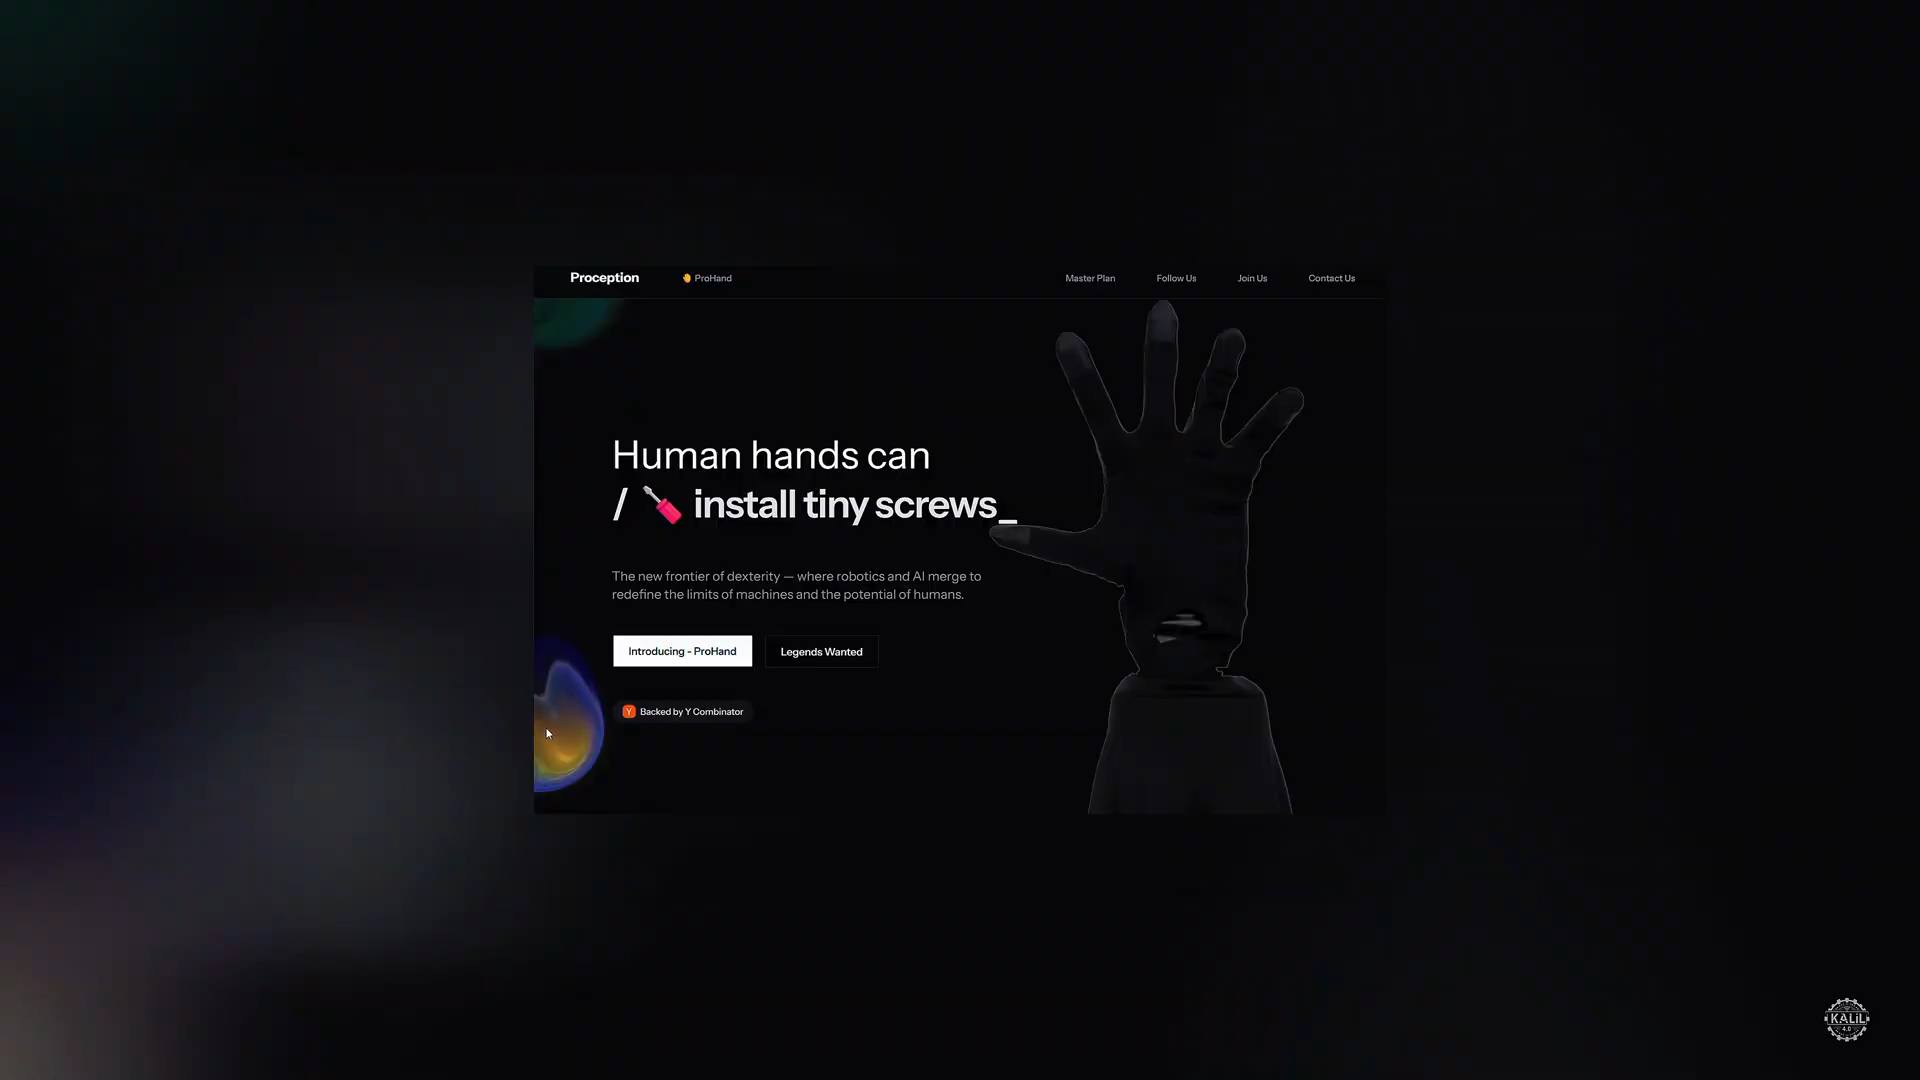 Proception
🤚 ProHand
Master Plan
Follow Us
Join Us
Contact Us
Human hands can
/ 🪛 install tiny screws_
The new frontier of dexterity — where robotics and AI merge to
redefine the limits of machines and the potential of humans.
Introducing - ProHand
Legends Wanted
Y Backed by Y Combinator
KALiL
4.0